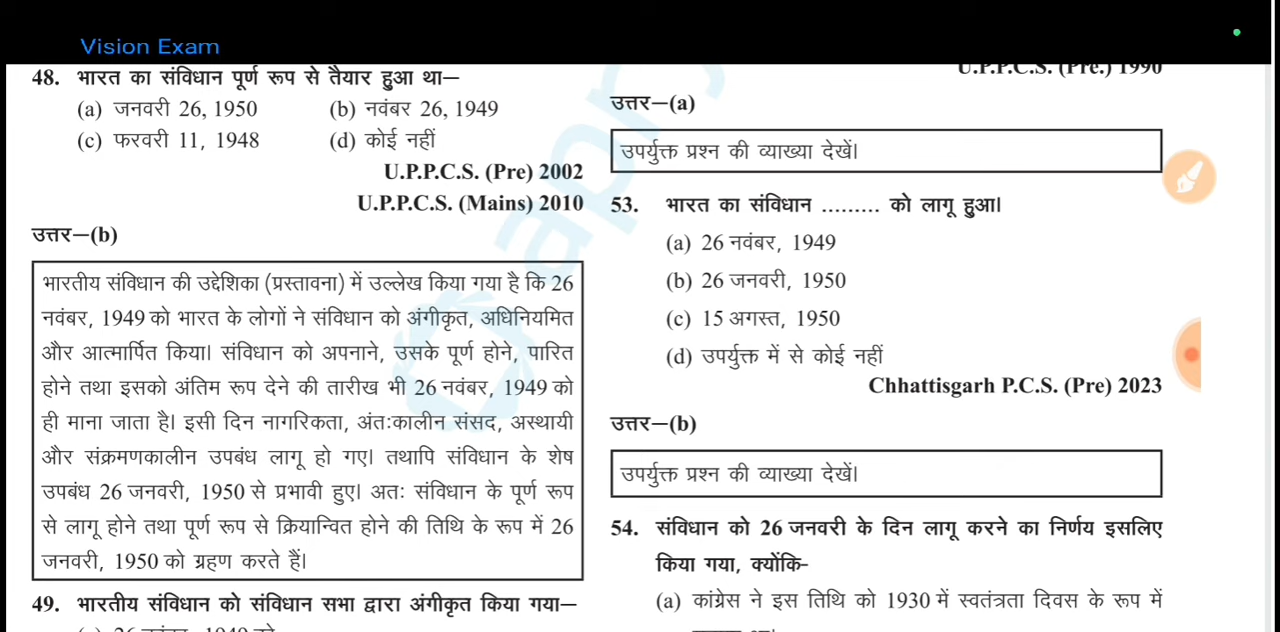 Vision Exam
48. भारत का संविधान पूर्ण रूप से तैयार हुआ था—
(a) जनवरी 26, 1950 (b) नवंबर 26, 1949
(c) फरवरी 11, 1948 (d) कोई नहीं
U.P.P.C.S. (Pre) 2002
U.P.P.C.S. (Mains) 2010
उत्तर—(b)
भारतीय संविधान की उद्देशिका (प्रस्तावना) में उल्लेख किया गया है कि 26
नवंबर, 1949 को भारत के लोगों ने संविधान को अंगीकृत, अधिनियमित
और आत्मार्पित किया। संविधान को अपनाने, उसके पूर्ण होने, पारित
होने तथा इसको अंतिम रूप देने की तारीख भी 26 नवंबर, 1949 को
ही माना जाता है। इसी दिन नागरिकता, अंतःकालीन संसद, अस्थायी
और संक्रमणकालीन उपबंध लागू हो गए। तथापि संविधान के शेष
उपबंध 26 जनवरी, 1950 से प्रभावी हुए। अतः संविधान के पूर्ण रूप
से लागू होने तथा पूर्ण रूप से क्रियान्वित होने की तिथि के रूप में 26
जनवरी, 1950 को ग्रहण करते हैं।
49. भारतीय संविधान को संविधान सभा द्वारा अंगीकृत किया गया—
U.P.P.C.S. (Pre.) 1990
उत्तर—(a)
उपर्युक्त प्रश्न की व्याख्या देखें।
53. भारत का संविधान ......... को लागू हुआ।
(a) 26 नवंबर, 1949
(b) 26 जनवरी, 1950
(c) 15 अगस्त, 1950
(d) उपर्युक्त में से कोई नहीं
Chhattisgarh P.C.S. (Pre) 2023
उत्तर—(b)
उपर्युक्त प्रश्न की व्याख्या देखें।
54. संविधान को 26 जनवरी के दिन लागू करने का निर्णय इसलिए
किया गया, क्योंकि-
(a) कांग्रेस ने इस तिथि को 1930 में स्वतंत्रता दिवस के रूप में